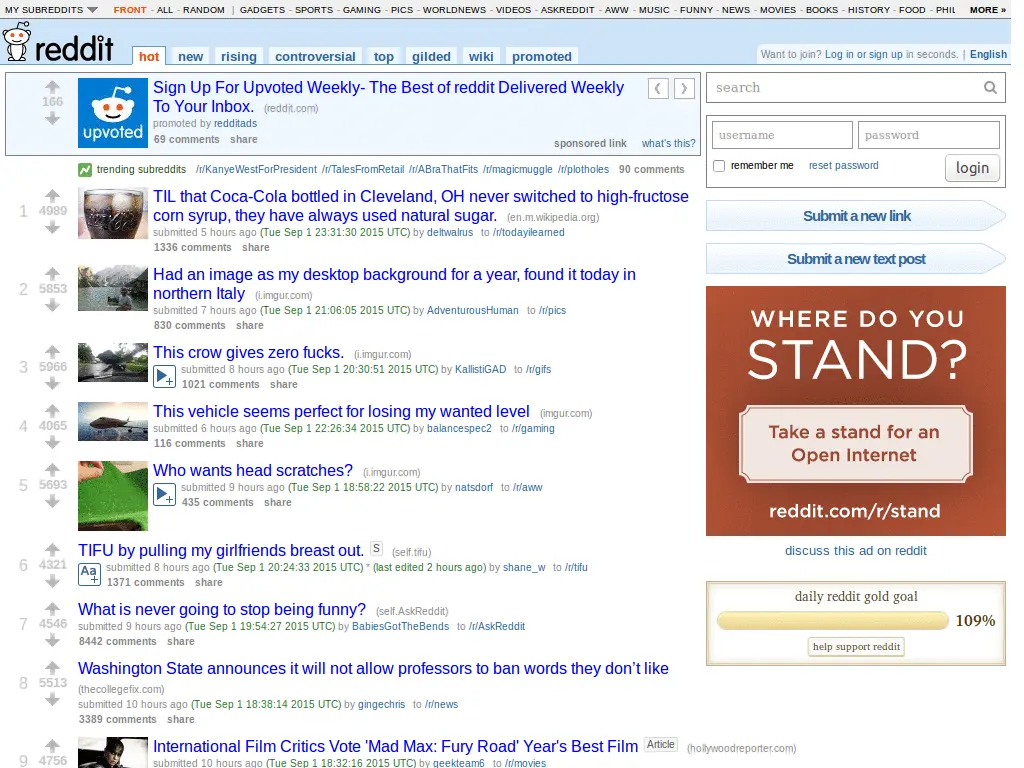 MY SUBREDDITS FRONT - ALL - RANDOM | GADGETS - SPORTS - GAMING - PICS - WORLDNEWS - VIDEOS - ASKREDDIT - AWW - MUSIC - FUNNY - NEWS - MOVIES - BOOKS - HISTORY - FOOD - PHIL MORE »
reddit hot new rising controversial top gilded wiki promoted
Want to join? Log in or sign up in seconds. | English
166
upvoted
Sign Up For Upvoted Weekly- The Best of reddit Delivered Weekly
To Your Inbox. (reddit.com)
promoted by redditads
69 comments share
sponsored link what's this?
trending subreddits /r/KanyeWestForPresident /r/TalesFromRetail /r/ABraThatFits /r/magicmuggle /r/plotholes 90 comments
1 4989
TIL that Coca-Cola bottled in Cleveland, OH never switched to high-fructose
corn syrup, they have always used natural sugar. (en.m.wikipedia.org)
submitted 5 hours ago (Tue Sep 1 23:31:30 2015 UTC) by deltwalrus to /r/todayilearned
1336 comments share
2 5853
Had an image as my desktop background for a year, found it today in
northern Italy (i.imgur.com)
submitted 7 hours ago (Tue Sep 1 21:06:05 2015 UTC) by AdventurousHuman to /r/pics
830 comments share
3 5966
This crow gives zero fucks. (i.imgur.com)
submitted 8 hours ago (Tue Sep 1 20:30:51 2015 UTC) by KallistiGAD to /r/gifs
1021 comments share
4 4065
This vehicle seems perfect for losing my wanted level (imgur.com)
submitted 6 hours ago (Tue Sep 1 22:26:34 2015 UTC) by balancespec2 to /r/gaming
116 comments share
5 5693
Who wants head scratches? (i.imgur.com)
submitted 9 hours ago (Tue Sep 1 18:58:22 2015 UTC) by natsdorf to /r/aww
435 comments share
6 4321
TIFU by pulling my girlfriends breast out. S (self.tifu)
Aa submitted 8 hours ago (Tue Sep 1 20:24:33 2015 UTC) * (last edited 2 hours ago) by shane_w to /r/tifu
1371 comments share
7 4546
What is never going to stop being funny? (self.AskReddit)
submitted 9 hours ago (Tue Sep 1 19:54:27 2015 UTC) by BabiesGotTheBends to /r/AskReddit
8442 comments share
8 5513
Washington State announces it will not allow professors to ban words they don't like
(thecollegefix.com)
submitted 10 hours ago (Tue Sep 1 18:38:14 2015 UTC) by gingechris to /r/news
3389 comments share
9 4756
International Film Critics Vote 'Mad Max: Fury Road' Year's Best Film Article (hollywoodreporter.com)
submitted 10 hours ago (Tue Sep 1 18:32:16 2015 UTC) by geekteam6 to /r/movies
search
username password
remember me reset password login
Submit a new link
Submit a new text post
WHERE DO YOU
STAND?
Take a stand for an
Open Internet
reddit.com/r/stand
discuss this ad on reddit
daily reddit gold goal
109%
help support reddit